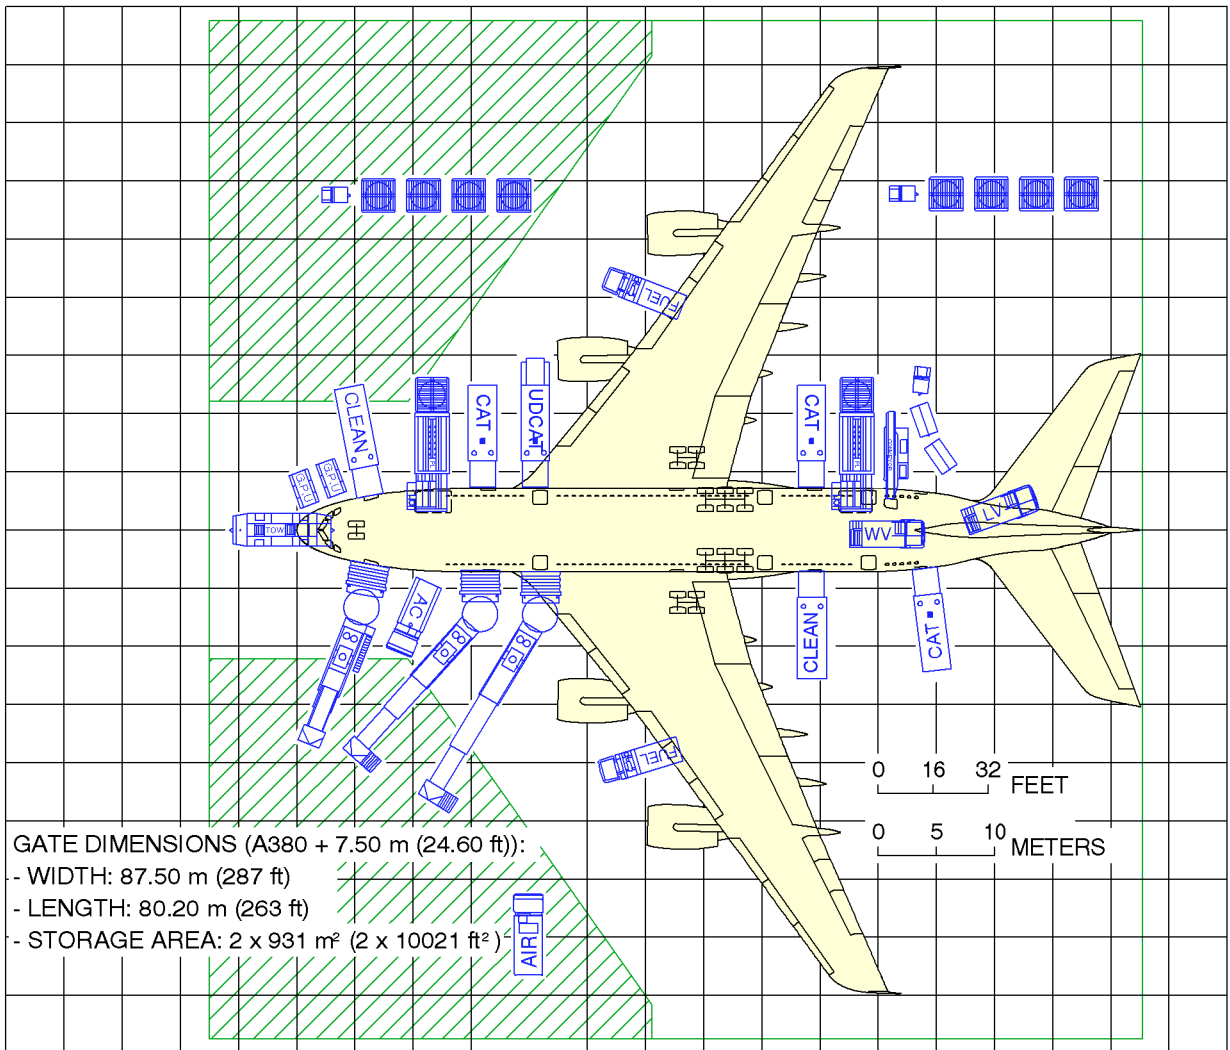 FUEL
CLEAN
CAT
UDCAT
CAT
G.P.U
G.P.U
TOW
WV
LV
AC
CLEAN
CAT
FUEL
0 16 32 FEET
0 5 10 METERS
GATE DIMENSIONS (A380 + 7.50 m (24.60 ft)):
- WIDTH: 87.50 m (287 ft)
- LENGTH: 80.20 m (263 ft)
- STORAGE AREA: 2 x 931 m² (2 x 10021 ft²)
AIR